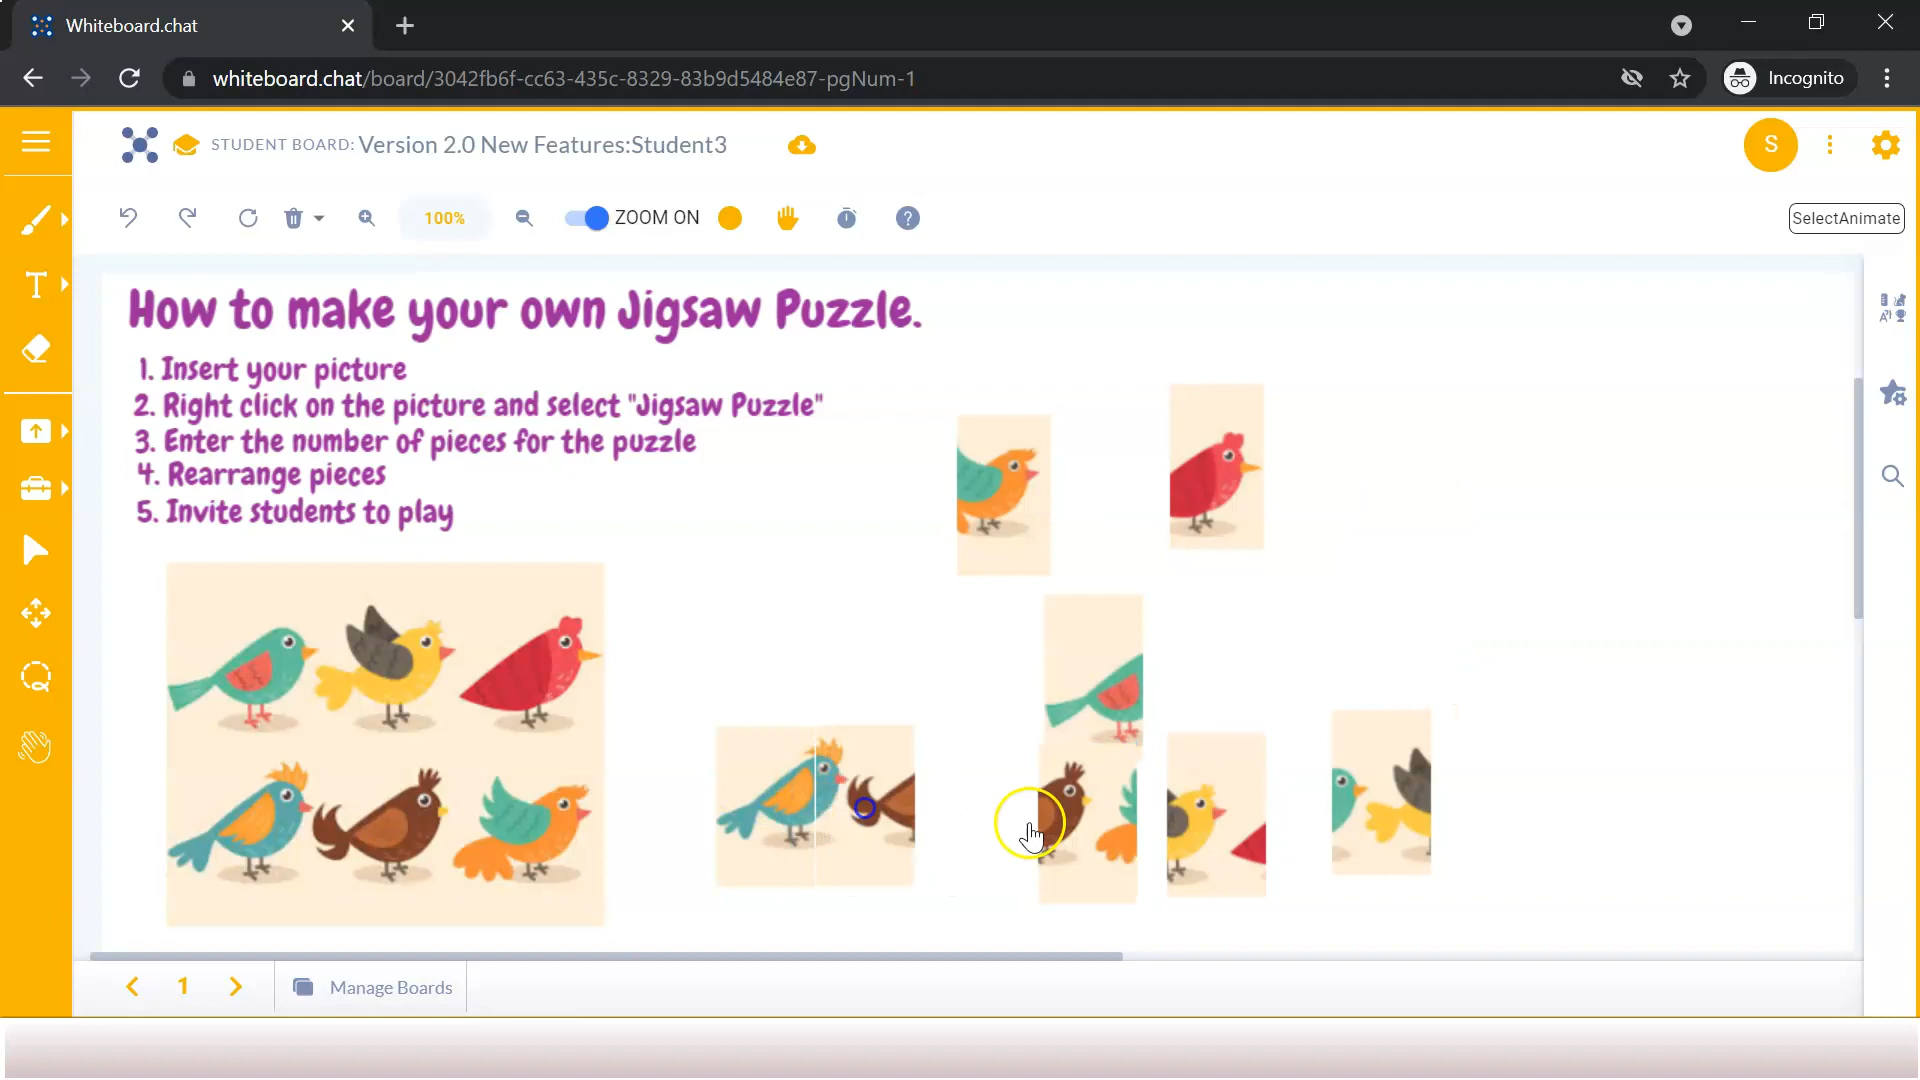 Whiteboard.chat
whiteboard.chat/board/3042fb6f-cc63-435c-8329-83b9d5484e87-pgNum-1
Incognito
STUDENT BOARD: Version 2.0 New Features:Student3
S
100%
ZOOM ON
SelectAnimate
How to make your own Jigsaw Puzzle.
1. Insert your picture
2. Right click on the picture and select "Jigsaw Puzzle"
3. Enter the number of pieces for the puzzle
4. Rearrange pieces
5. Invite students to play
1
Manage Boards